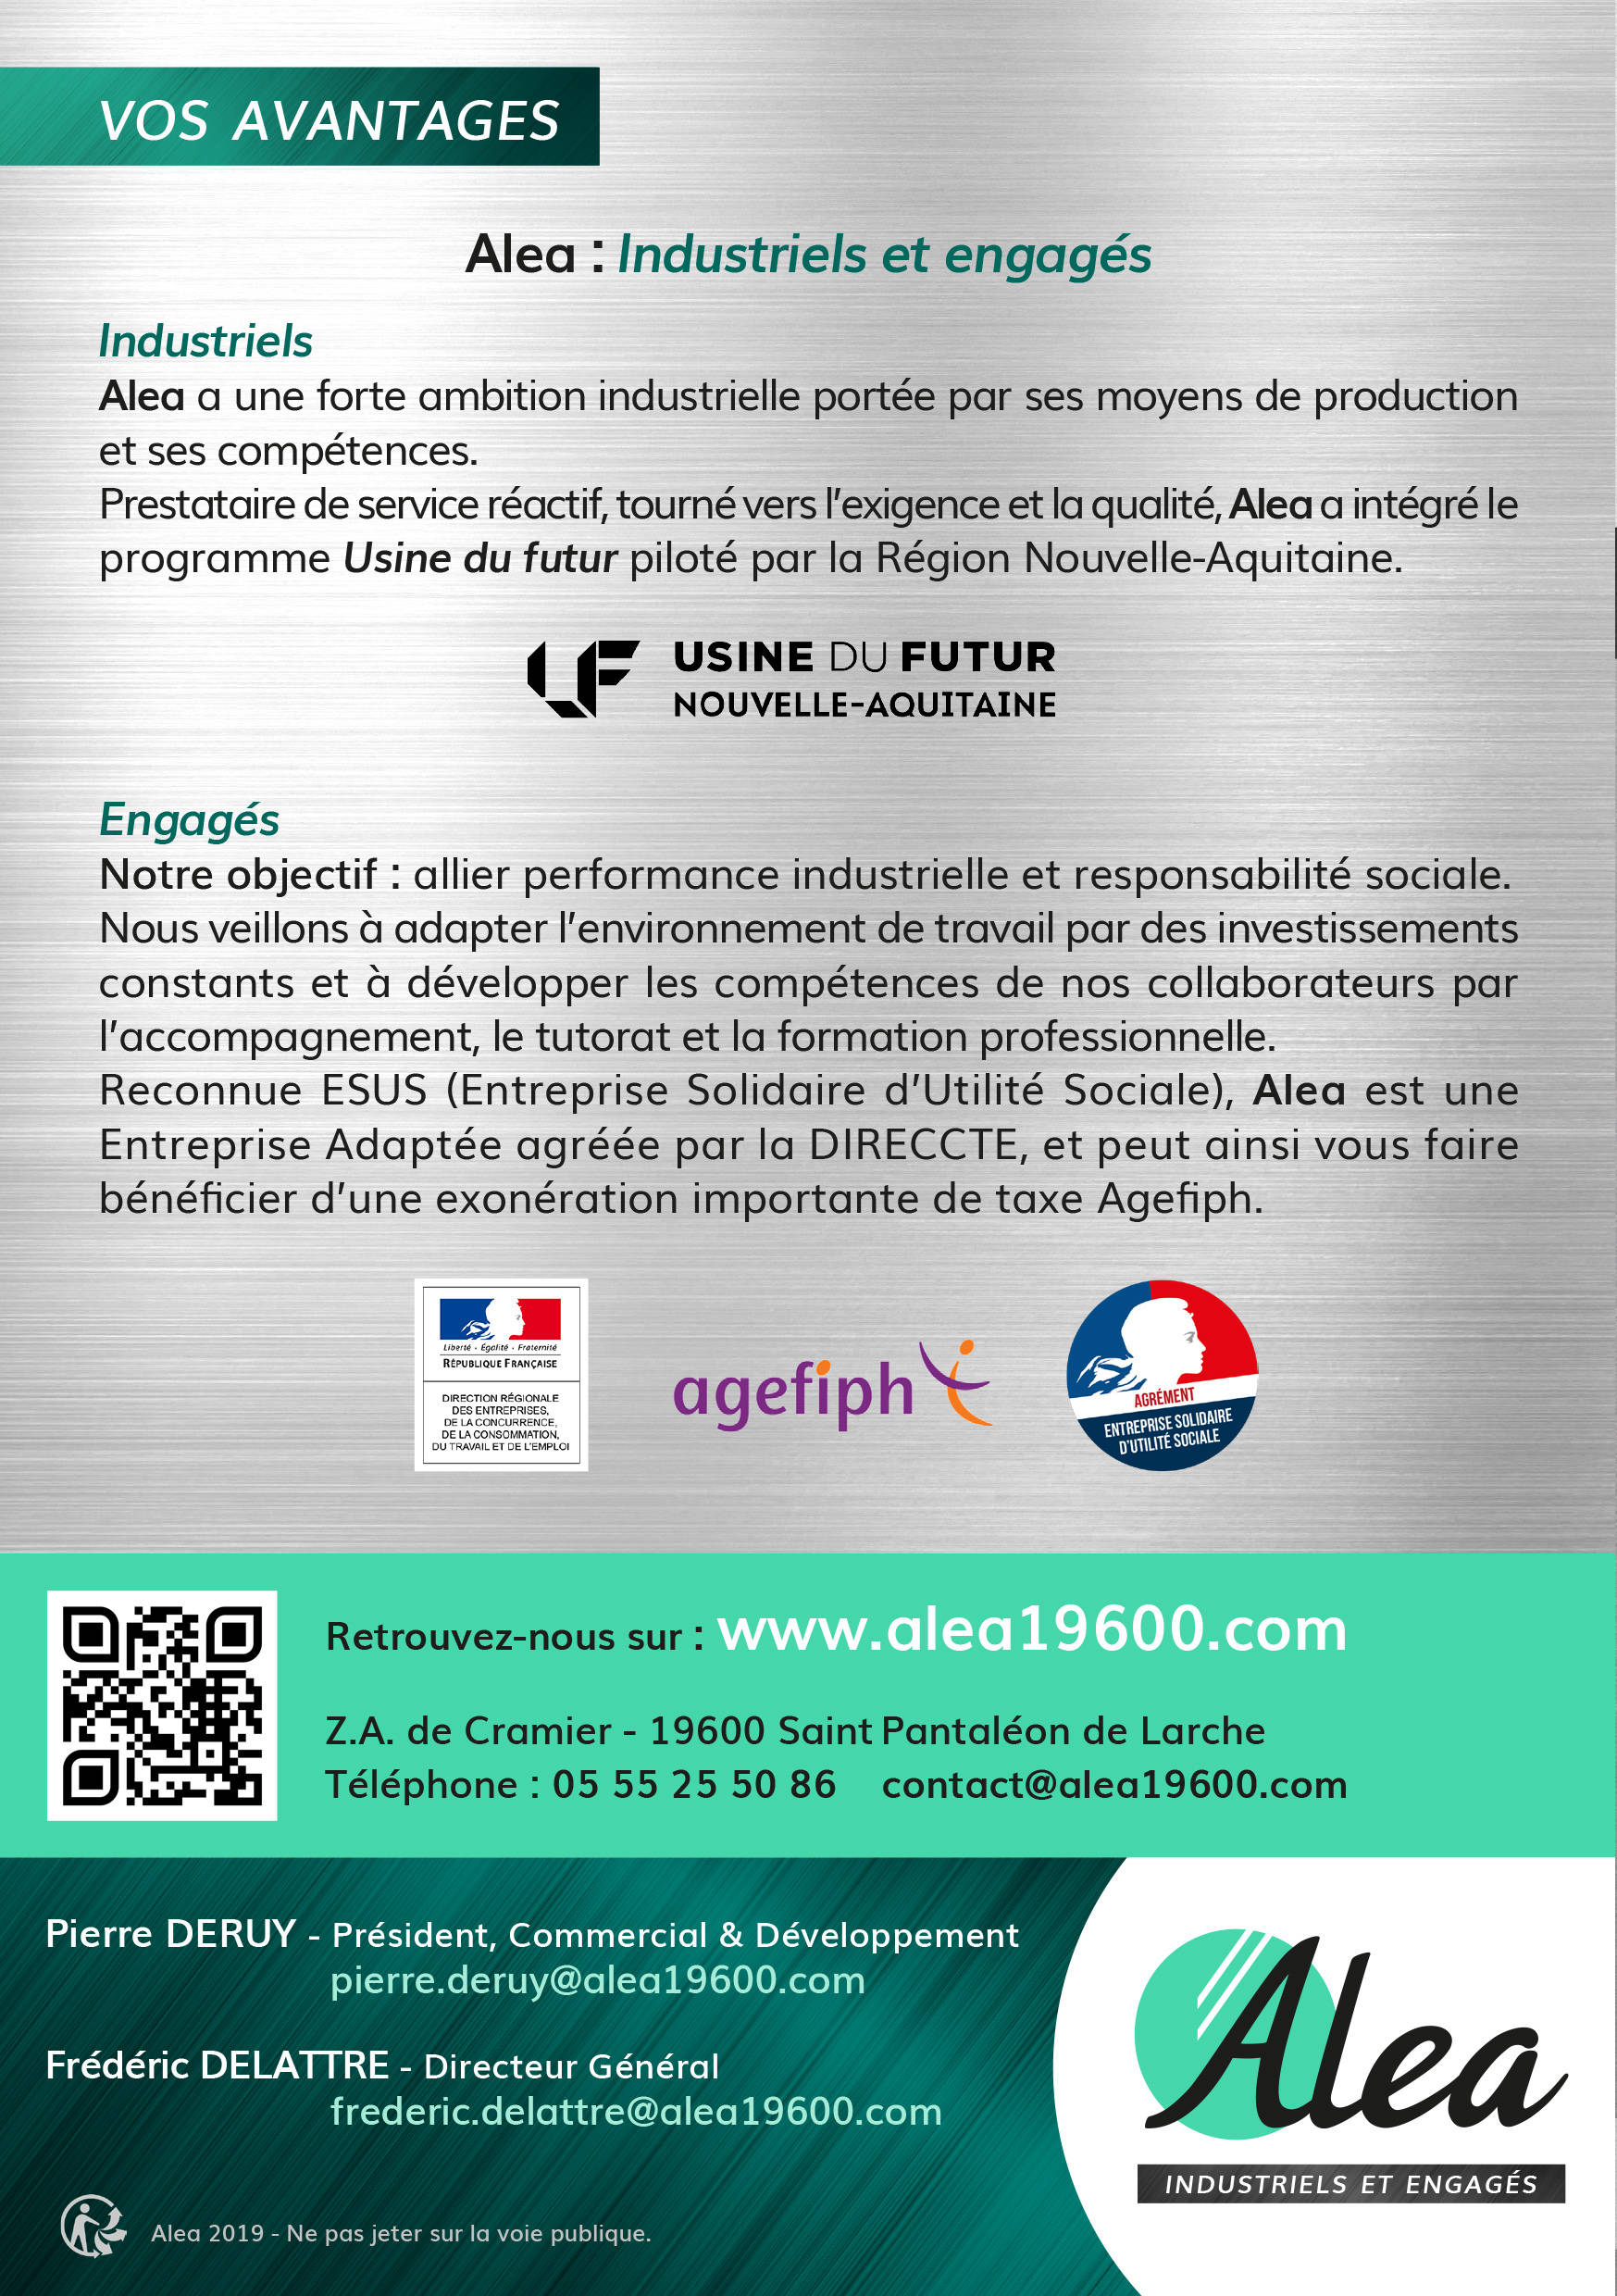 VOS AVANTAGES
Alea : Industriels et engagés
Industriels
Alea a une forte ambition industrielle portée par ses moyens de production
et ses compétences.
Prestataire de service réactif, tourné vers l’exigence et la qualité, Alea a intégré le
programme Usine du futur piloté par la Région Nouvelle-Aquitaine.
UF
USINE DU FUTUR
NOUVELLE-AQUITAINE
Engagés
Notre objectif : allier performance industrielle et responsabilité sociale.
Nous veillons à adapter l’environnement de travail par des investissements
constants et à développer les compétences de nos collaborateurs par
l’accompagnement, le tutorat et la formation professionnelle.
Reconnue ESUS (Entreprise Solidaire d’Utilité Sociale), Alea est une
Entreprise Adaptée agréée par la DIRECCTE, et peut ainsi vous faire
bénéficier d’une exonération importante de taxe Agefiph.
Liberté • Égalité • Fraternité
RÉPUBLIQUE FRANÇAISE
DIRECTION RÉGIONALE
DES ENTREPRISES,
DE LA CONCURRENCE,
DE LA CONSOMMATION,
DU TRAVAIL ET DE L'EMPLOI
agefiph
AGRÉMENT
ENTREPRISE SOLIDAIRE
D'UTILITÉ SOCIALE
Retrouvez-nous sur : www.alea19600.com
Z.A. de Cramier - 19600 Saint Pantaléon de Larche
Téléphone : 05 55 25 50 86 contact@alea19600.com
Pierre DERUY - Président, Commercial & Développement
pierre.deruy@alea19600.com
Frédéric DELATTRE - Directeur Général
frederic.delattre@alea19600.com
Alea
INDUSTRIELS ET ENGAGÉS
Alea 2019 - Ne pas jeter sur la voie publique.